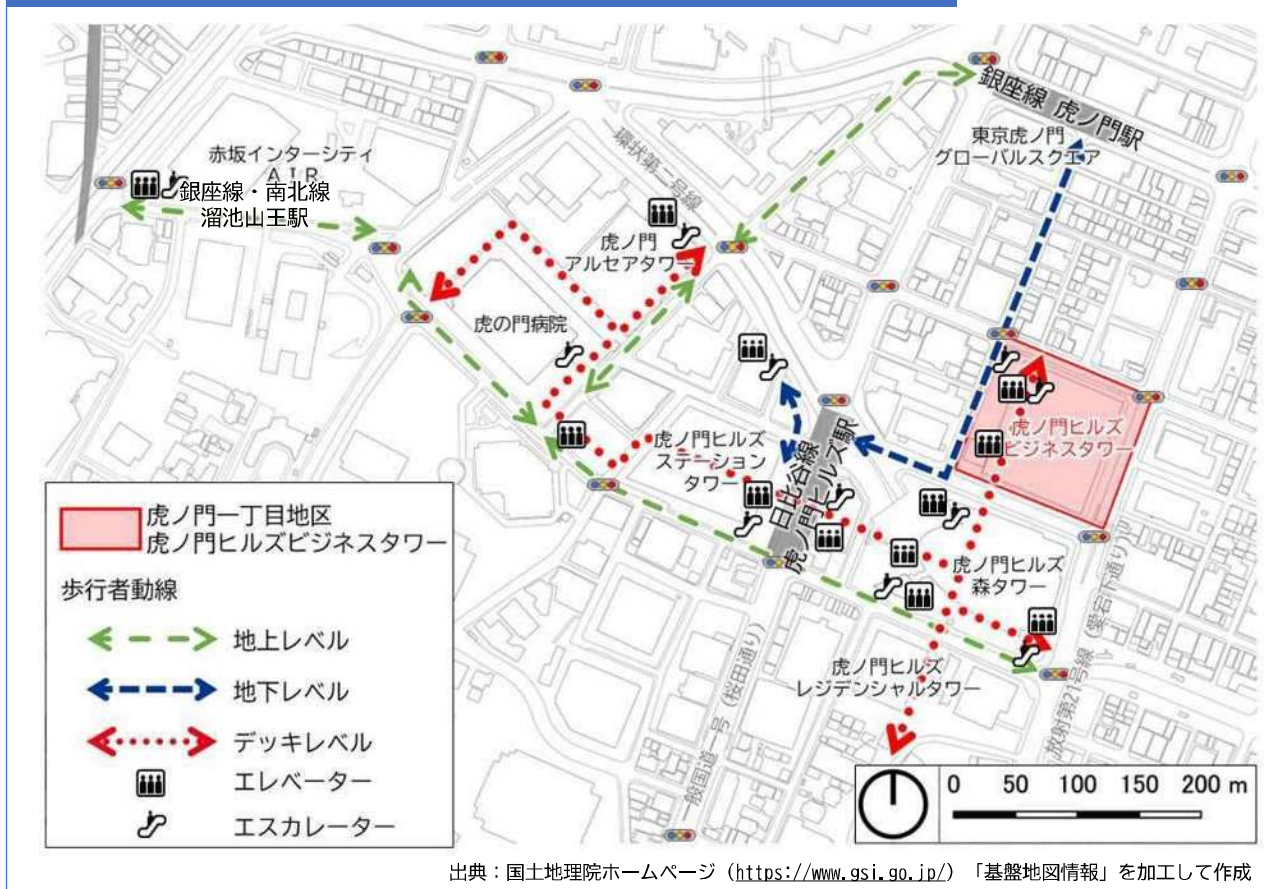 銀座線 虎ノ門駅
東京虎ノ門
グローバルスクエア
環状第二号線
赤坂インターシティ
AIR
銀座線・南北線
溜池山王駅
虎ノ門
アルセアタワー
虎の門病院
虎ノ門ヒルズ
ステーション
タワー
日比谷線
虎ノ門ヒルズ駅
虎ノ門ヒルズ
ビジネスタワー
虎ノ門ヒルズ
森タワー
虎ノ門ヒルズ
レジデンシャルタワー
一般国道一号(桜田通り)
放射第21号線(愛宕下通り)
虎ノ門一丁目地区
虎ノ門ヒルズビジネスタワー
歩行者動線
地上レベル
地下レベル
デッキレベル
エレベーター
エスカレーター
0 50 100 150 200 m
出典:国土地理院ホームページ(https://www.gsi.go.jp/)「基盤地図情報」を加工して作成